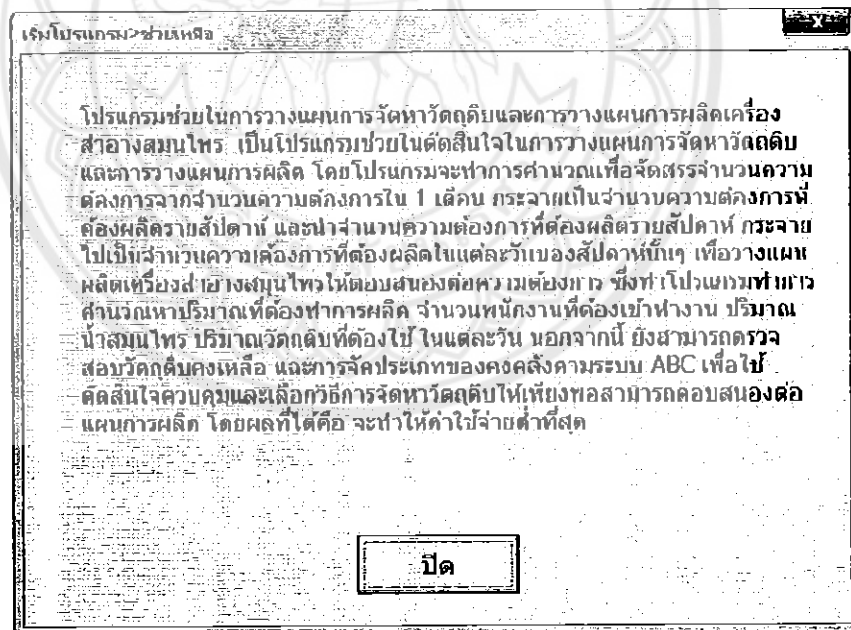 เริ่มโปรแกรม>ช่วยเหลือ
X
โปรแกรมช่วยในการวางแผนการจัดหาวัตถุดิบและการวางแผนการผลิตเครื่อง
สำอางสมุนไพร เป็นโปรแกรมช่วยในตัดสินใจในการวางแผนการจัดหาวัตถุดิบ
และการวางแผนการผลิต โดยโปรแกรมจะทำการคำนวณเพื่อจัดสรรจำนวนความ
ต้องการจากจำนวนความต้องการใน 1 เดือน กระจายเป็นจำนวนความต้องการที่
ต้องผลิตรายสัปดาห์ และนำจำนวนความต้องการที่ต้องผลิตรายสัปดาห์ กระจาย
ไปเป็นจำนวนความต้องการที่ต้องผลิตในแต่ละวันของสัปดาห์นั้นๆ เพื่อวางแผน
ผลิตเครื่องสำอางสมุนไพรให้ตอบสนองต่อความต้องการ ซึ่งทำโปรแกรมทำการ
คำนวณหาปริมาณที่ต้องทำการผลิต จำนวนพนักงานที่ต้องเข้าทำงาน ปริมาณ
น้ำสมุนไพร ปริมาณวัตถุดิบที่ต้องใช้ ในแต่ละวัน นอกจากนี้ ยังสามารถตรวจ
สอบวัตถุดิบคงเหลือ และการจัดประเภทของคงคลังตามระบบ ABC เพื่อใช้
ตัดสินใจควบคุมและเลือกวิธีการจัดหาวัตถุดิบให้เพียงพอสามารถตอบสนองต่อ
แผนการผลิต โดยผลที่ได้คือ จะทำให้ค่าใช้จ่ายต่ำที่สุด
ปิด